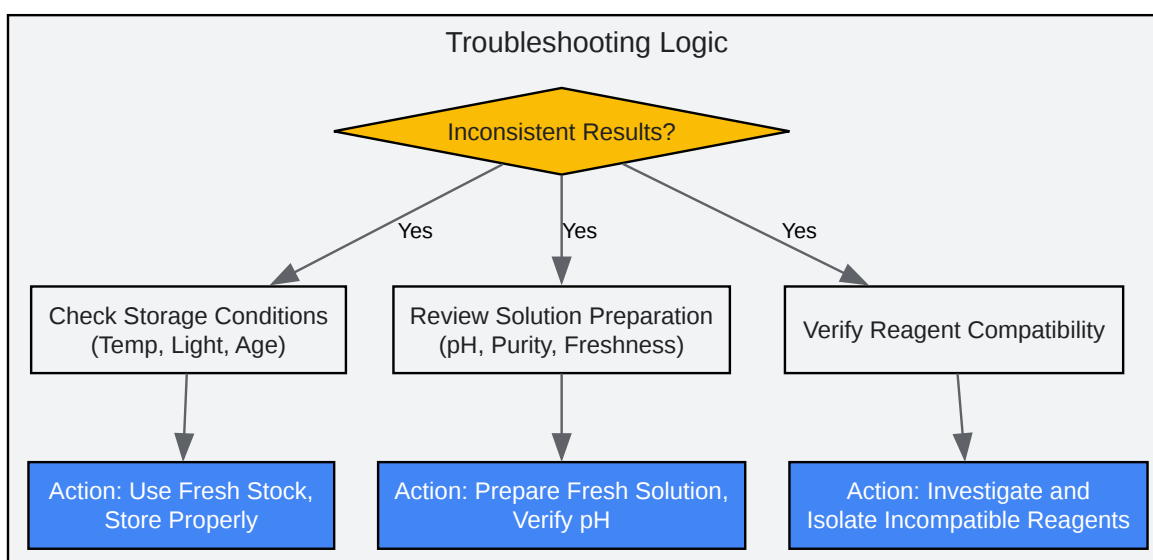 Troubleshooting Logic
Inconsistent Results?
Yes
Yes
Yes
Check Storage Conditions
(Temp, Light, Age)
Review Solution Preparation
(pH, Purity, Freshness)
Verify Reagent Compatibility
Action: Use Fresh Stock,
Store Properly
Action: Prepare Fresh Solution,
Verify pH
Action: Investigate and
Isolate Incompatible Reagents